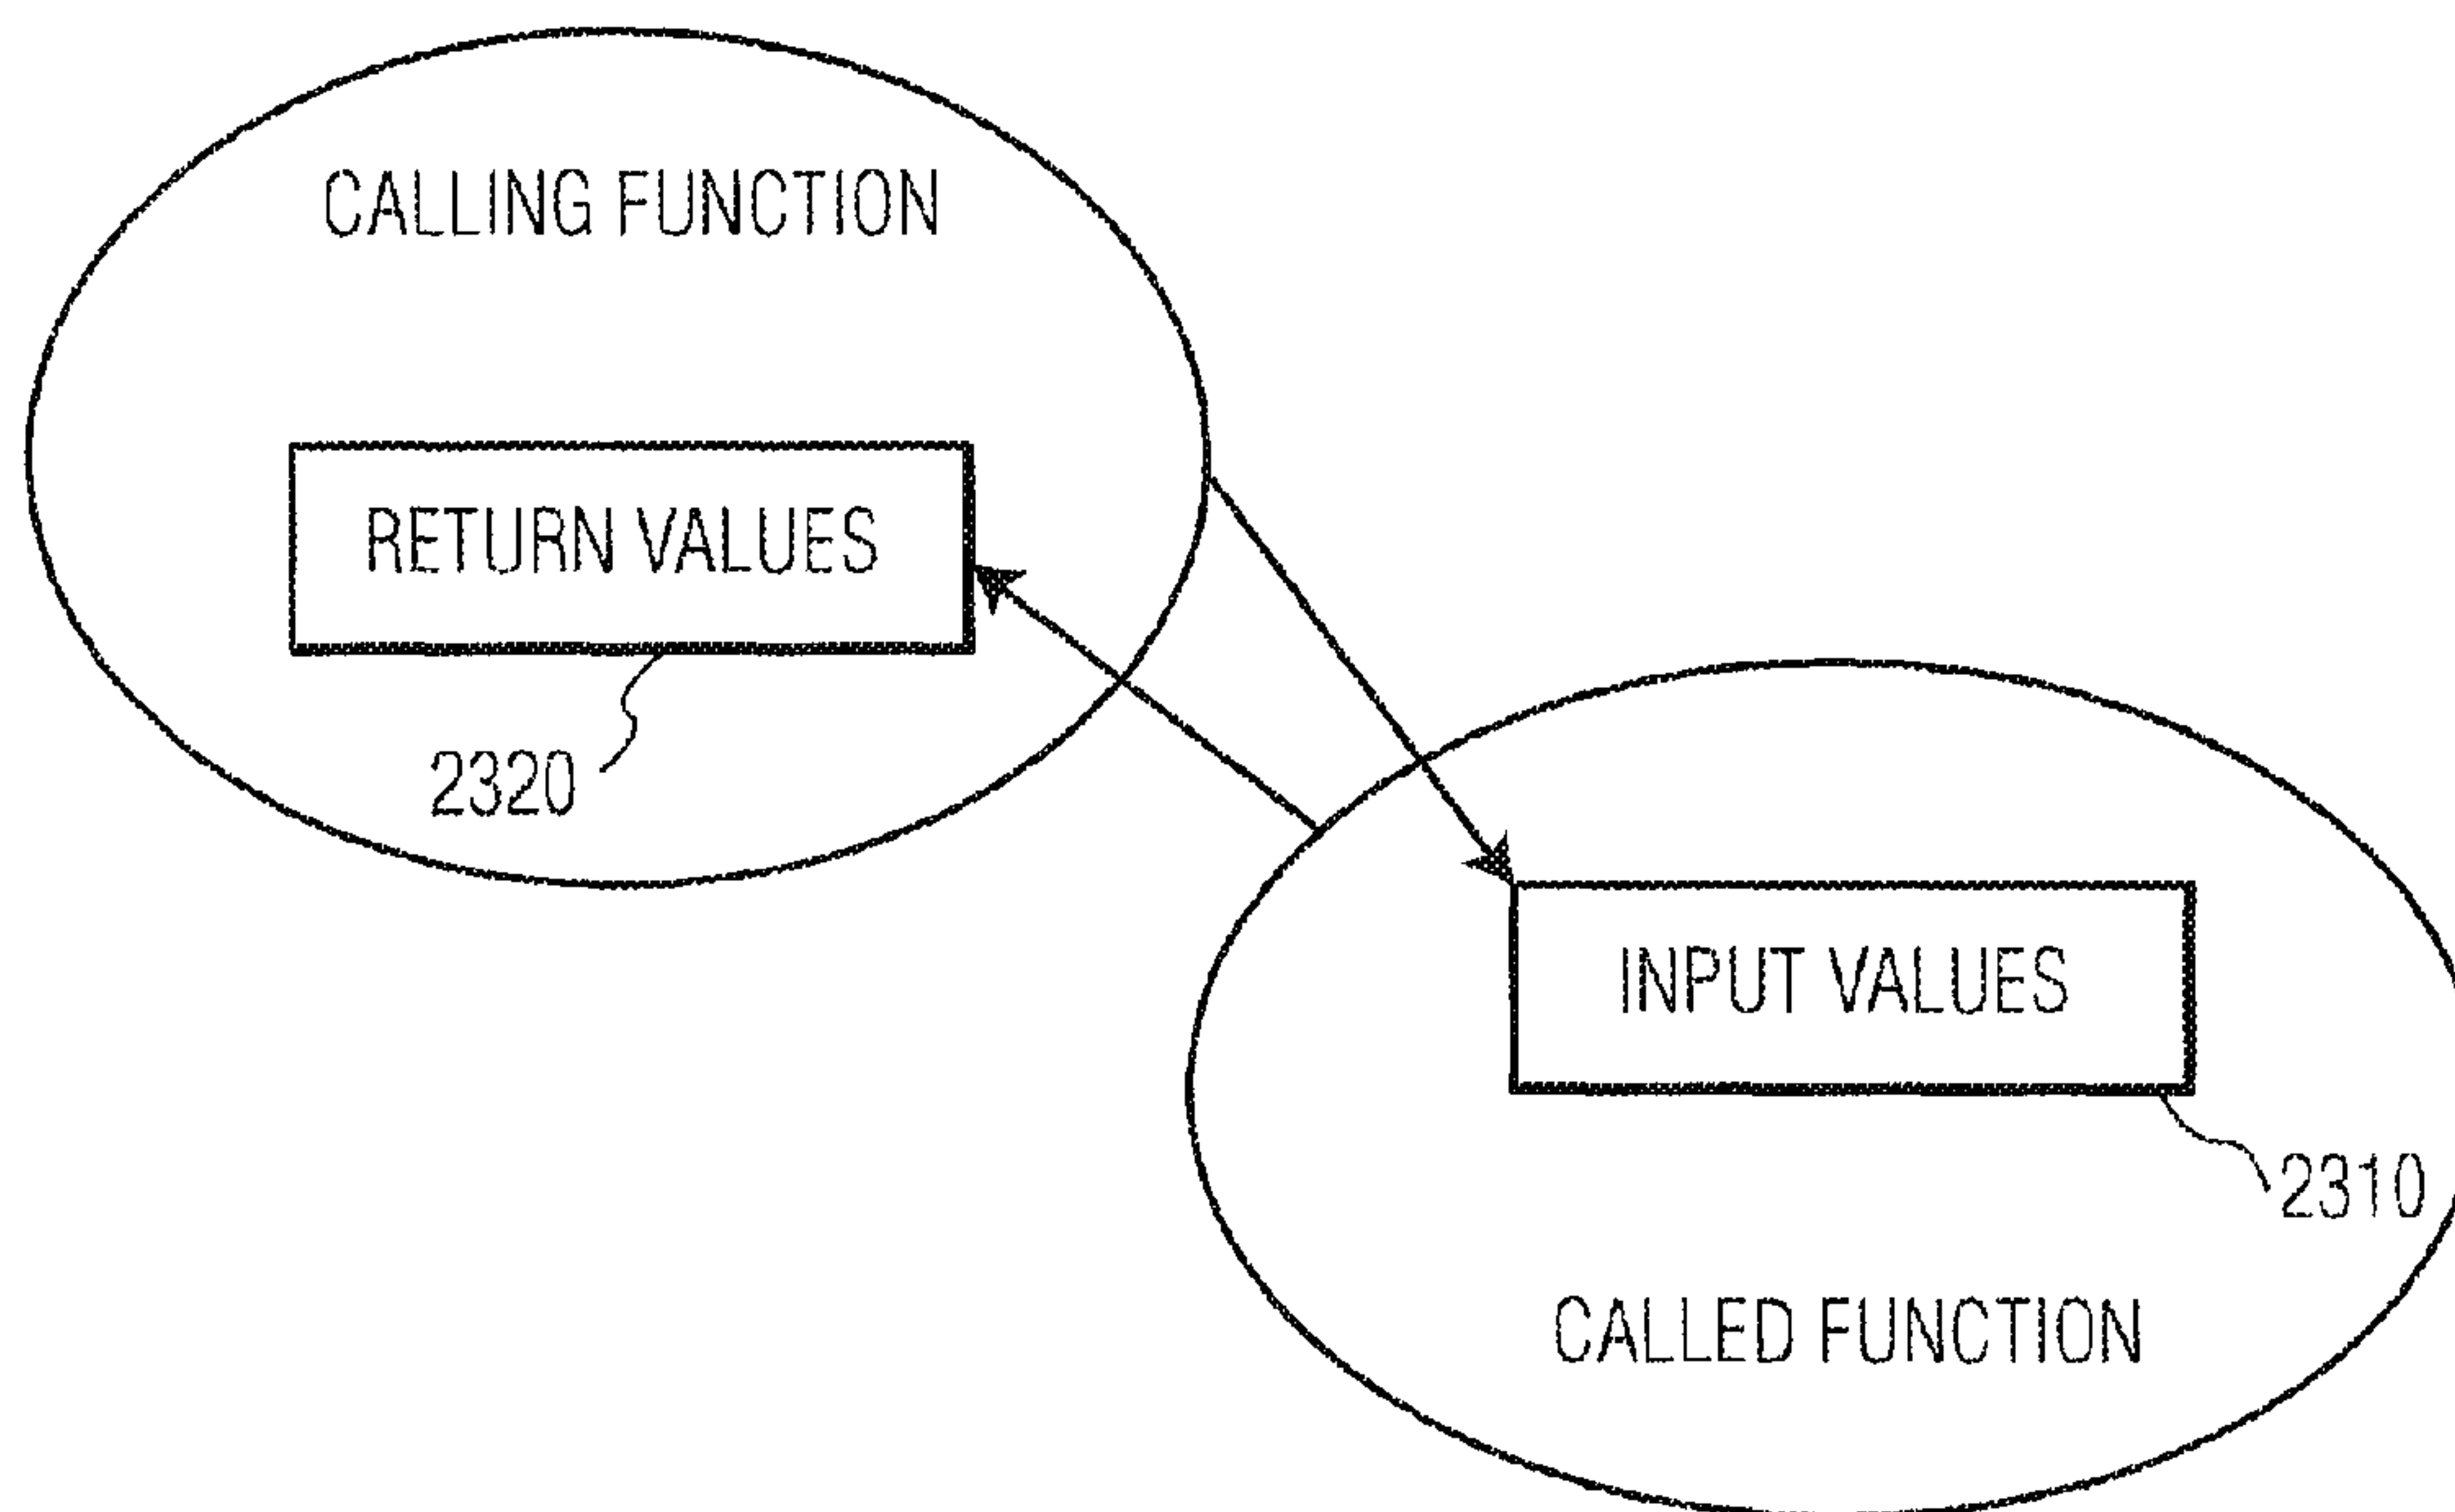 CALLING FUNCTION
RETURN VALUES
2320
INPUT VALUES
2310
CALLED FUNCTION